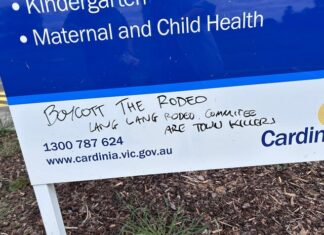 • Kindergarten
• Maternal and Child Health
BOYCOTT THE RODEO
LANG LANG RODEO COMMITEE
ARE TOWN KILLERS
1300 787 624
www.cardinia.vic.gov.au
Cardin